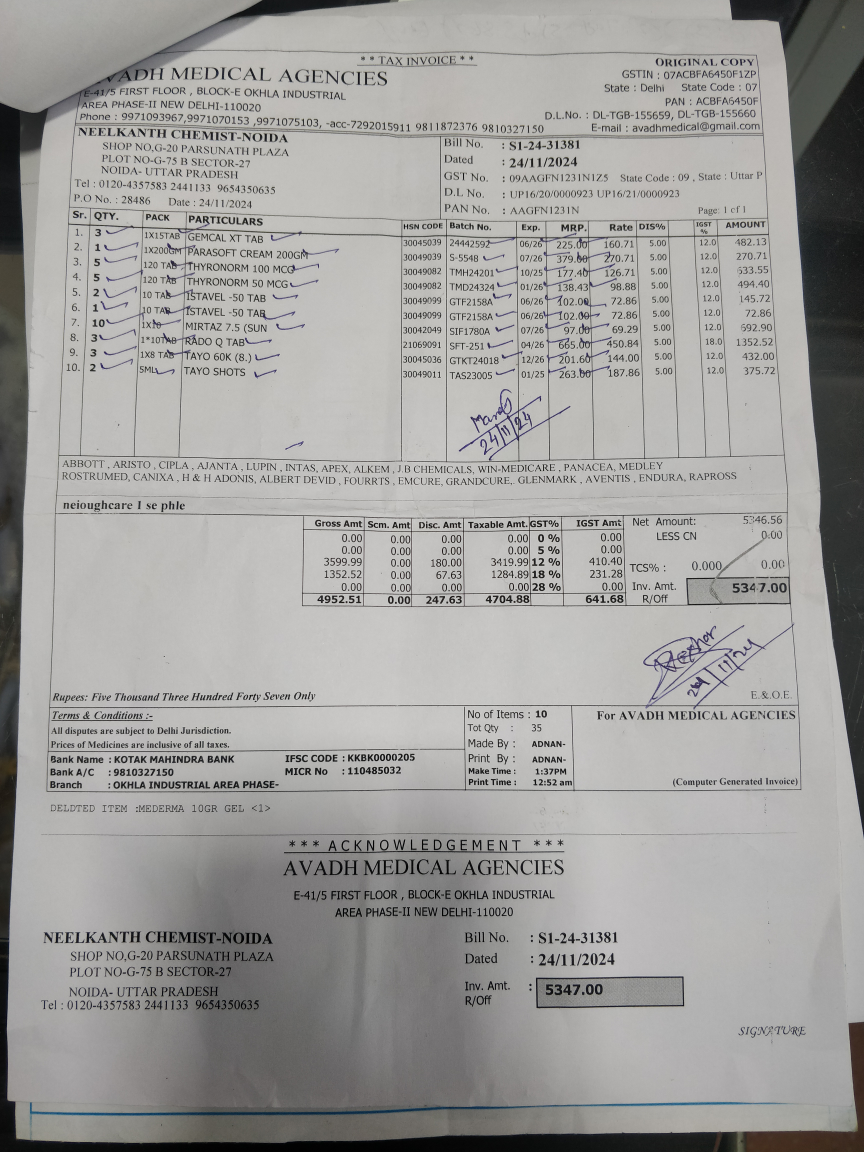 ** TAX INVOICE **
ORIGINAL COPY
AVADH MEDICAL AGENCIES
GSTIN : 07ACBFA6450F1ZP
E-41/5 FIRST FLOOR , BLOCK-E OKHLA INDUSTRIAL
State : Delhi State Code : 07
AREA PHASE-II NEW DELHI-110020
PAN : ACBFA6450F
Phone : 9971093967,9971070153 ,9971075103, -acc-7292015911 9811872376 9810327150
D.L.No. : DL-TGB-155659, DL-TGB-155660
E-mail : avadhmedical@gmail.com
NEELKANTH CHEMIST-NOIDA
SHOP NO,G-20 PARSUNATH PLAZA
PLOT NO-G-75 B SECTOR-27
NOIDA- UTTAR PRADESH
Tel : 0120-4357583 2441133 9654350635
P.O No. : 28486 Date : 24/11/2024
Bill No. : S1-24-31381
Dated : 24/11/2024
GST No. : 09AAGFN1231N1Z5 State Code : 09 , State : Uttar P
D.L No. : UP16/20/0000923 UP16/21/0000923
PAN No. : AAGFN1231N Page: 1 of 1
Sr. QTY. PACK PARTICULARS HSN CODE Batch No. Exp. MRP. Rate DIS% IGST % AMOUNT
1. 3 1X15TAB GEMCAL XT TAB 30045039 24442592 06/26 225.00 160.71 5.00 12.0 482.13
2. 1 1X200GM PARASOFT CREAM 200GM 30049039 S-5548 07/26 379.00 270.71 5.00 12.0 270.71
3. 5 120 TAB THYRONORM 100 MCG 30049082 TMH24201 10/25 177.40 126.71 5.00 12.0 633.55
4. 5 120 TAB THYRONORM 50 MCG 30049082 TMD24324 01/26 138.43 98.88 5.00 12.0 494.40
5. 2 10 TAB ISTAVEL -50 TAB 30049099 GTF2158A 06/26 102.00 72.86 5.00 12.0 145.72
6. 1 10 TAB ISTAVEL -50 TAB 30049099 GTF2158A 06/26 102.00 72.86 5.00 12.0 72.86
7. 10 1X10 MIRTAZ 7.5 (SUN 30042049 SIF1780A 07/26 97.00 69.29 5.00 12.0 692.90
8. 3 1*10TAB RADO Q TAB 21069091 SFT-251 04/26 665.00 450.84 5.00 18.0 1352.52
9. 3 1X8 TAB TAYO 60K (8.) 30045036 GTKT24018 12/26 201.60 144.00 5.00 12.0 432.00
10. 2 5ML TAYO SHOTS 30049011 TAS23005 01/25 263.00 187.86 5.00 12.0 375.72
24/11/24
ABBOTT , ARISTO , CIPLA , AJANTA , LUPIN , INTAS, APEX, ALKEM , J.B CHEMICALS, WIN-MEDICARE , PANACEA, MEDLEY
ROSTRUMED, CANIXA , H & H ADONIS, ALBERT DEVID , FOURRTS , EMCURE, GRANDCURE,. GLENMARK , AVENTIS , ENDURA, RAPROSS
neioughcare 1 se phle
Gross Amt Scm. Amt Disc. Amt Taxable Amt. GST% IGST Amt
0.00 0.00 0.00 0.00 0 % 0.00
0.00 0.00 0.00 0.00 5 % 0.00
3599.99 0.00 180.00 3419.99 12 % 410.40
1352.52 0.00 67.63 1284.89 18 % 231.28
0.00 0.00 0.00 0.00 28 % 0.00
4952.51 0.00 247.63 4704.88 641.68
Net Amount: 5346.56
LESS CN 0.00
TCS% : 0.000 0.00
Inv. Amt. R/Off 5347.00
24/11/24
Rupees: Five Thousand Three Hundred Forty Seven Only
E.&.O.E.
Terms & Conditions :-
All disputes are subject to Delhi Jurisdiction.
Prices of Medicines are inclusive of all taxes.
Bank Name : KOTAK MAHINDRA BANK IFSC CODE : KKBK0000205
Bank A/C : 9810327150 MICR No : 110485032
Branch : OKHLA INDUSTRIAL AREA PHASE-
No of Items : 10
Tot Qty : 35
Made By : ADNAN-
Print By : ADNAN-
Make Time : 1:37PM
Print Time : 12:52 am
For AVADH MEDICAL AGENCIES
(Computer Generated Invoice)
DELDTED ITEM :MEDERMA 10GR GEL <1>
*** ACKNOWLEDGEMENT ***
AVADH MEDICAL AGENCIES
E-41/5 FIRST FLOOR , BLOCK-E OKHLA INDUSTRIAL
AREA PHASE-II NEW DELHI-110020
NEELKANTH CHEMIST-NOIDA
SHOP NO,G-20 PARSUNATH PLAZA
PLOT NO-G-75 B SECTOR-27
NOIDA- UTTAR PRADESH
Tel : 0120-4357583 2441133 9654350635
Bill No. : S1-24-31381
Dated : 24/11/2024
Inv. Amt. : 5347.00
R/Off
SIGNATURE